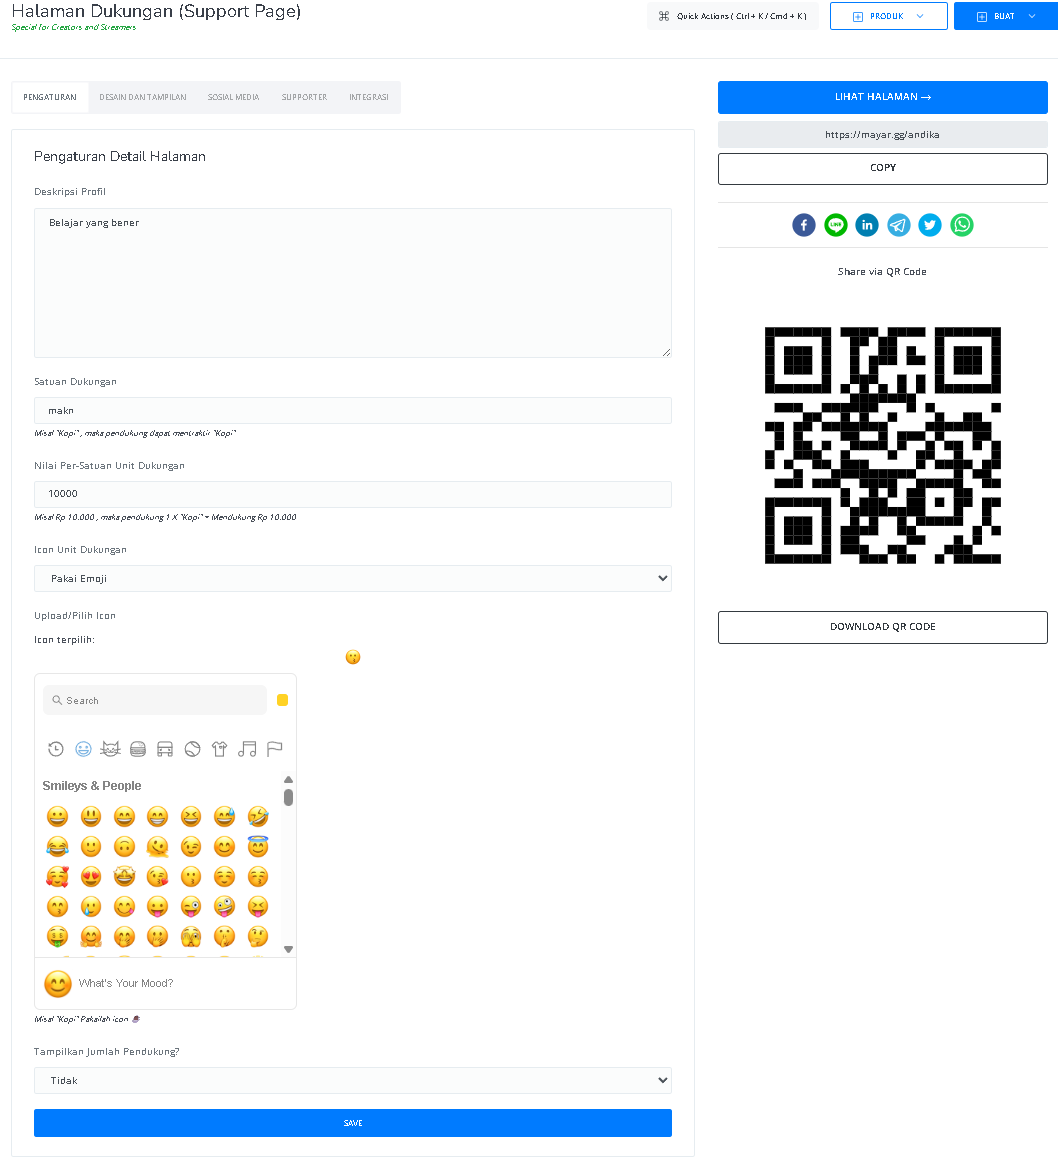 Halaman Dukungan (Support Page)
Special for Creators and Streamers
Quick Actions ( Ctrl + K / Cmd + K )
PRODUK
BUAT
PENGATURAN
DESAIN DAN TAMPILAN
SOSIAL MEDIA
SUPPORTER
INTEGRASI
LIHAT HALAMAN
https://mayar.gg/andika
COPY
LINE
Share via QR Code
DOWNLOAD QR CODE
Pengaturan Detail Halaman
Deskripsi Profil
Belajar yang bener
Satuan Dukungan
makn
Misal "Kopi" , maka pendukung dapat mentraktir "Kopi"
Nilai Per-Satuan Unit Dukungan
10000
Misal Rp 10.000 , maka pendukung 1 X "Kopi" = Mendukung Rp 10.000
Icon Unit Dukungan
Pakai Emoji
Upload/Pilih Icon
Icon terpilih:
Search
Smileys & People
What's Your Mood?
Misal "Kopi" Pakailah icon
Tampilkan Jumlah Pendukung?
Tidak
SAVE